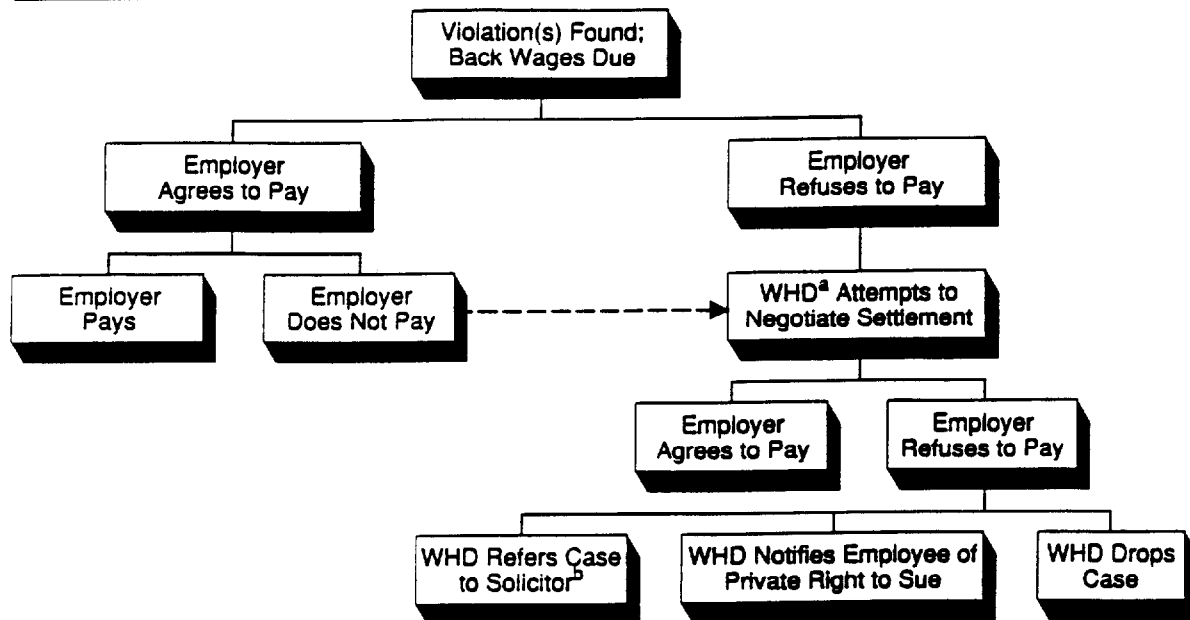 Violation(s) Found;
Back Wages Due
Employer
Agrees to Pay
Employer
Refuses to Pay
Employer
Pays
Employer
Does Not Pay
WHDᵃ Attempts to
Negotiate Settlement
Employer
Agrees to Pay
Employer
Refuses to Pay
WHD Refers Case
to Solicitorᵇ
WHD Notifies Employee of
Private Right to Sue
WHD Drops
Case